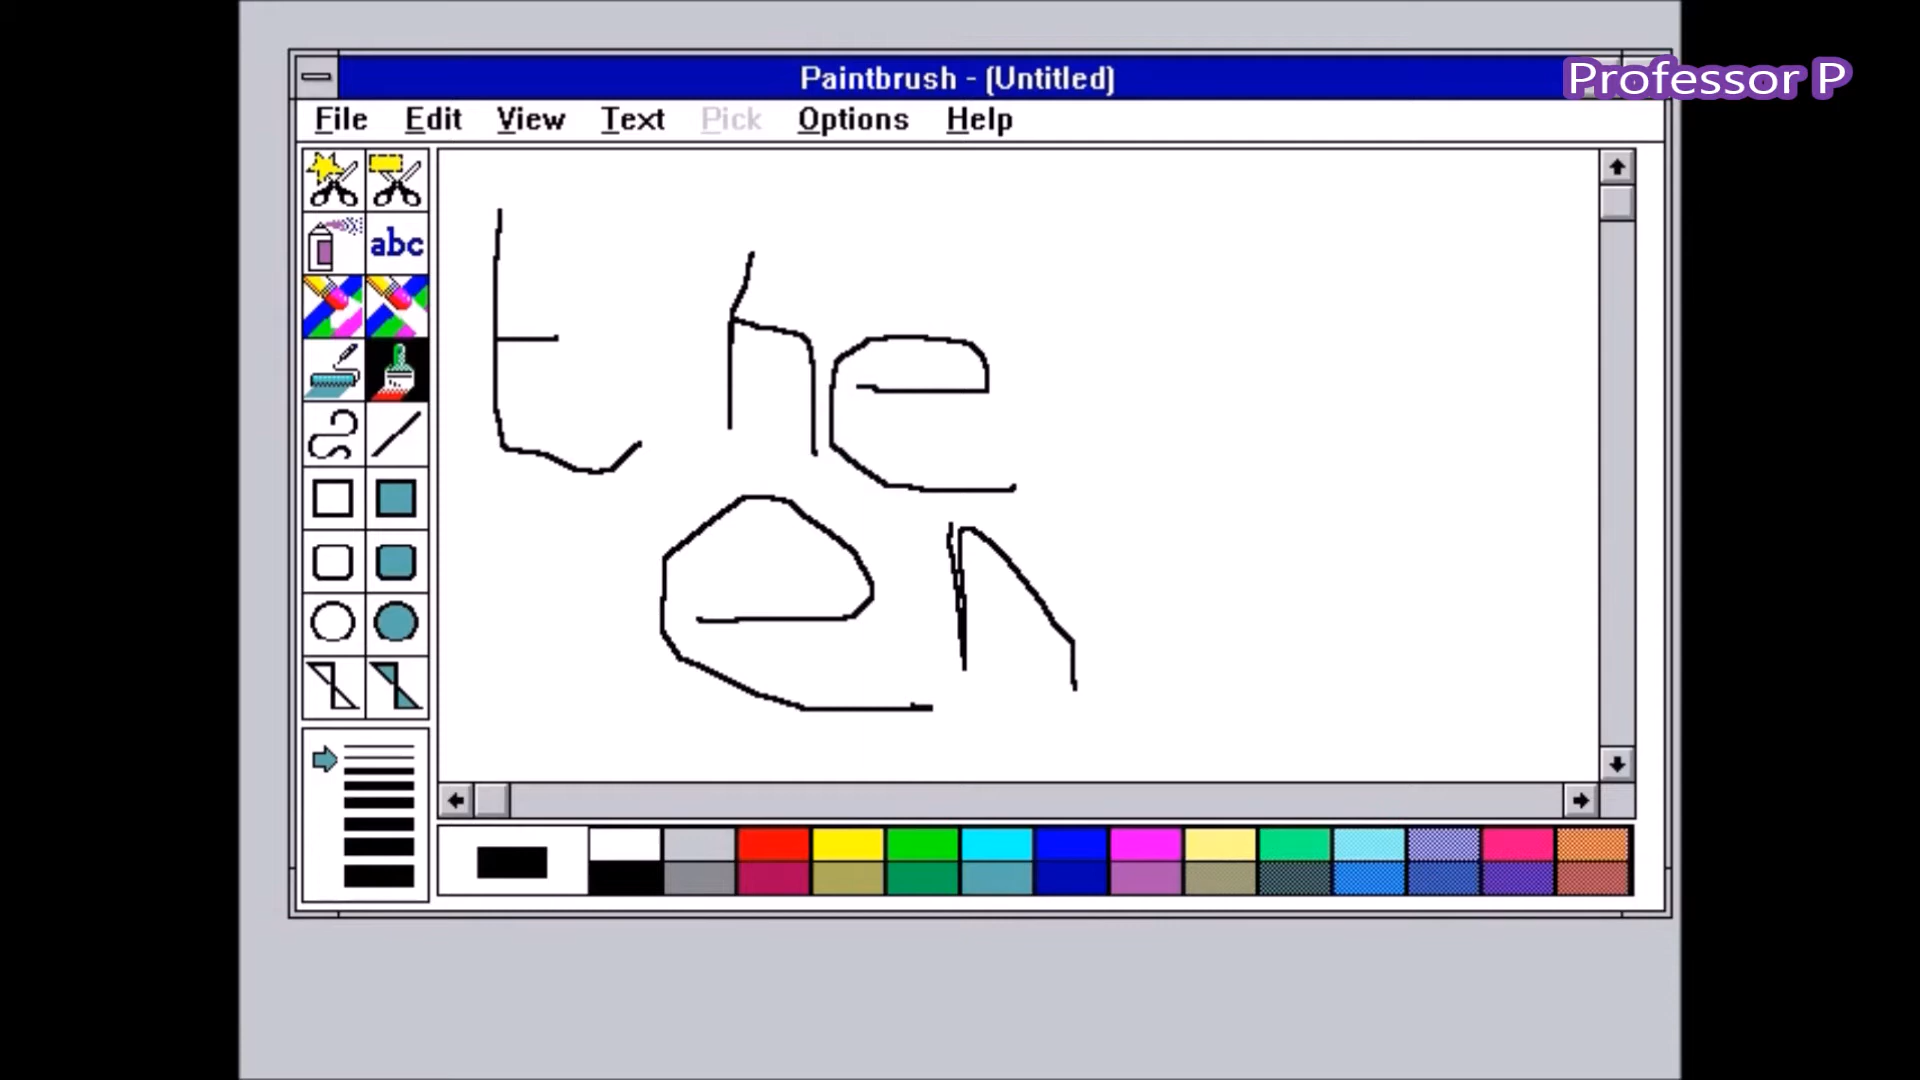 Professor P
Paintbrush - (Untitled)
File Edit View Text Pick Options Help
abc
the
en